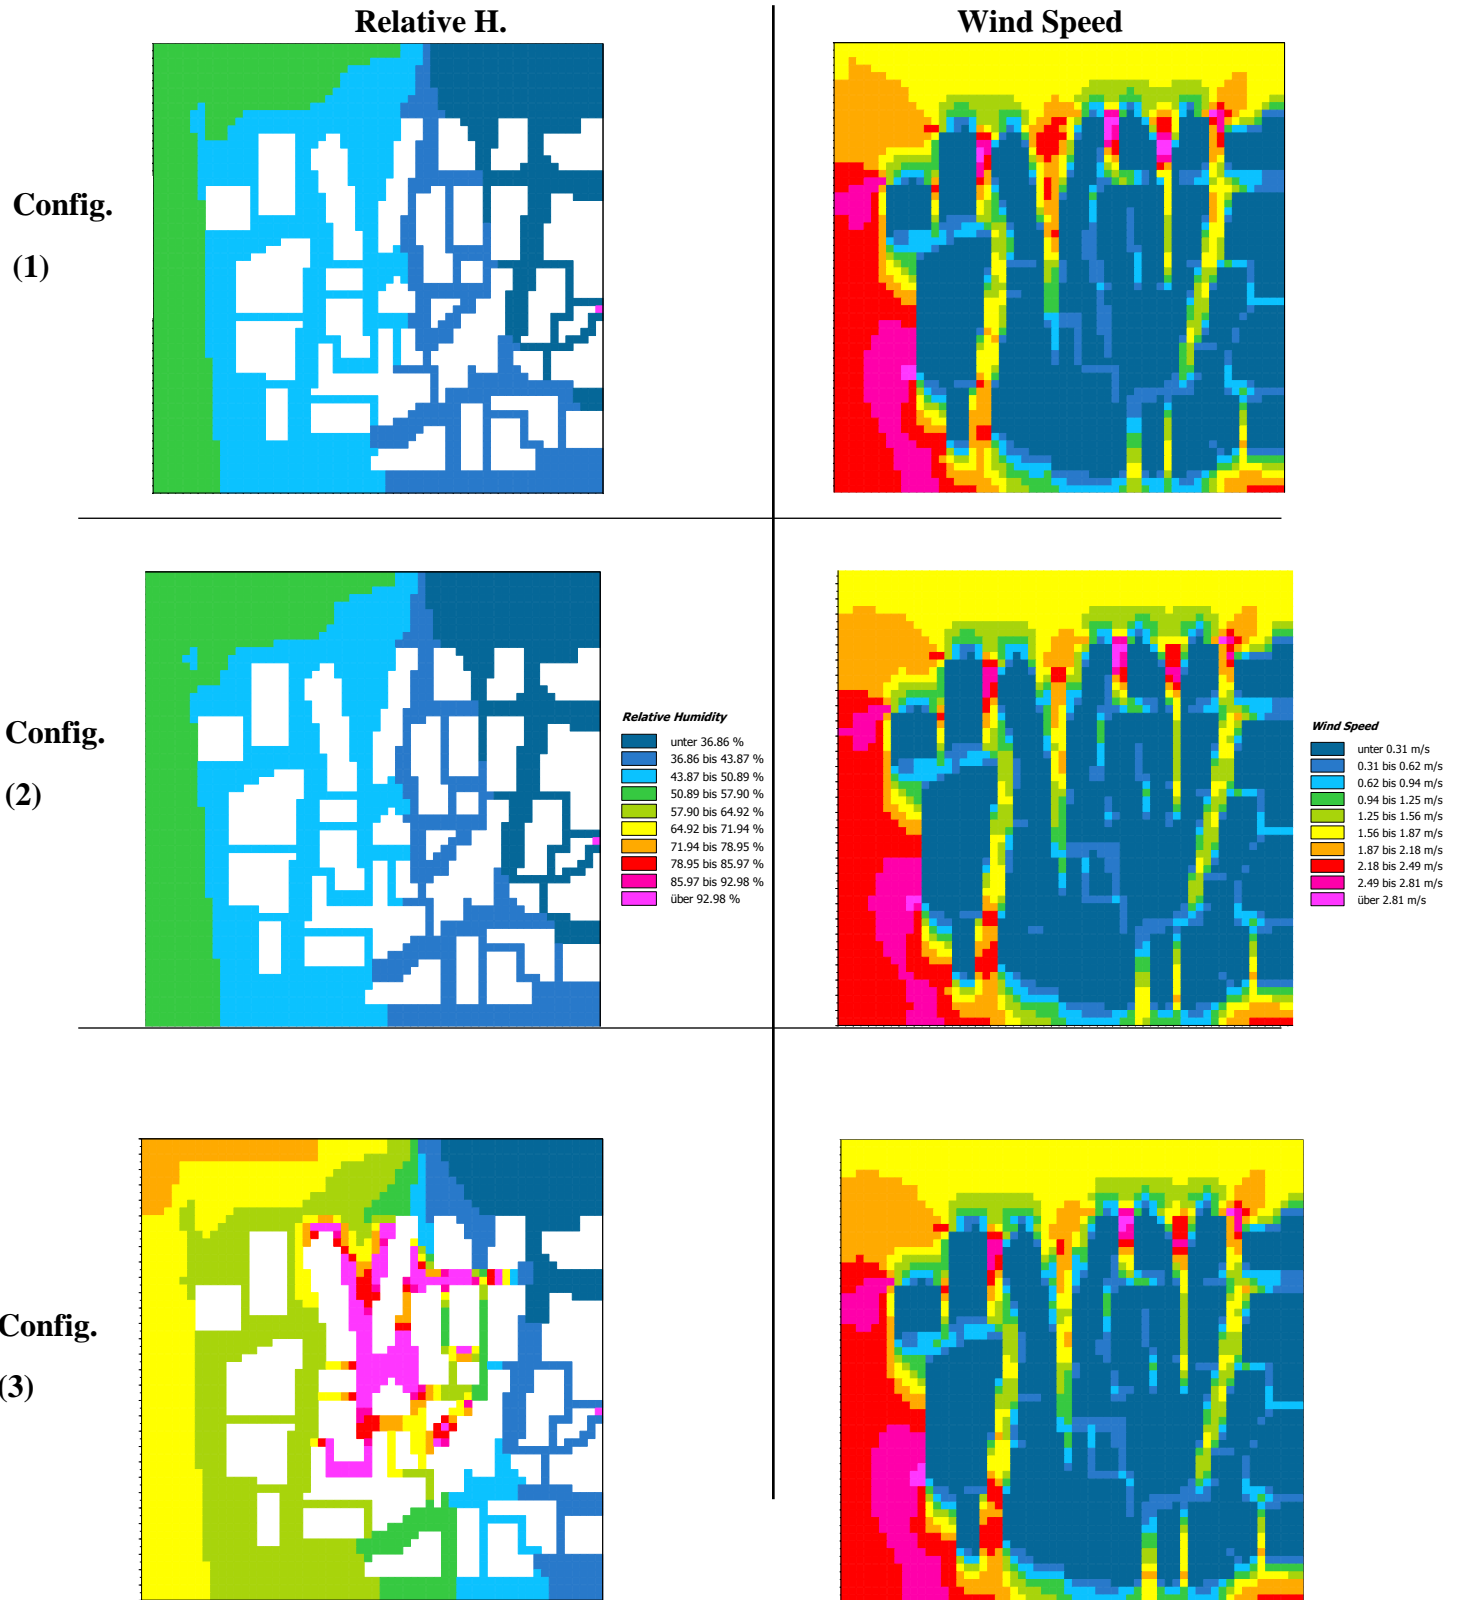 Relative H.
Wind Speed
Config.
(1)
Config.
(2)
Relative Humidity
unter 36.86 %
36.86 bis 43.87 %
43.87 bis 50.89 %
50.89 bis 57.90 %
57.90 bis 64.92 %
64.92 bis 71.94 %
71.94 bis 78.95 %
78.95 bis 85.97 %
85.97 bis 92.98 %
über 92.98 %
Wind Speed
unter 0.31 m/s
0.31 bis 0.62 m/s
0.62 bis 0.94 m/s
0.94 bis 1.25 m/s
1.25 bis 1.56 m/s
1.56 bis 1.87 m/s
1.87 bis 2.18 m/s
2.18 bis 2.49 m/s
2.49 bis 2.81 m/s
über 2.81 m/s
Config.
(3)